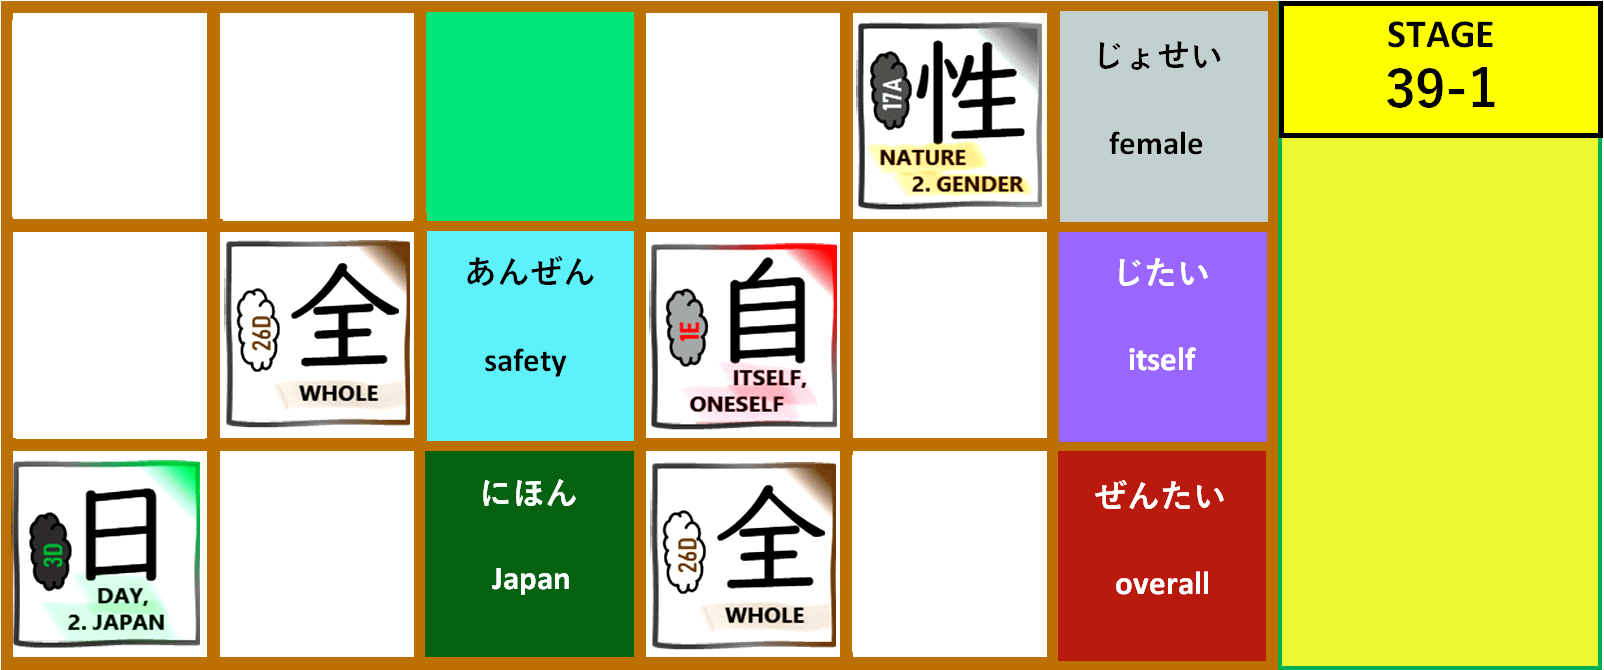 17A
性
NATURE
2. GENDER
じょせい
female
STAGE
39-1
26D
全
WHOLE
あんぜん
safety
1E
自
ITSELF,
ONESELF
じたい
itself
3D
日
DAY,
2. JAPAN
にほん
Japan
26D
全
WHOLE
ぜんたい
overall